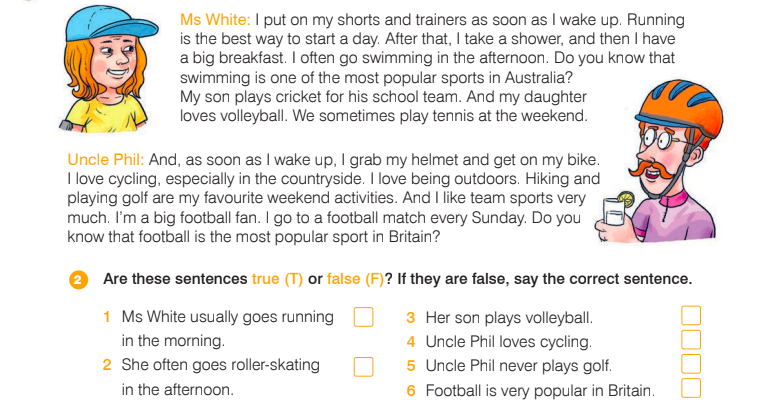 Ms White: I put on my shorts and trainers as soon as I wake up. Running
is the best way to start a day. After that, I take a shower, and then I have
a big breakfast. I often go swimming in the afternoon. Do you know that
swimming is one of the most popular sports in Australia?
My son plays cricket for his school team. And my daughter
loves volleyball. We sometimes play tennis at the weekend.
Uncle Phil: And, as soon as I wake up, I grab my helmet and get on my bike.
I love cycling, especially in the countryside. I love being outdoors. Hiking and
playing golf are my favourite weekend activities. And I like team sports very
much. I'm a big football fan. I go to a football match every Sunday. Do you
know that football is the most popular sport in Britain?
2 Are these sentences true (T) or false (F)? If they are false, say the correct sentence.
1 Ms White usually goes running
in the morning.
2 She often goes roller-skating
in the afternoon.
3 Her son plays volleyball.
4 Uncle Phil loves cycling.
5 Uncle Phil never plays golf.
6 Football is very popular in Britain.